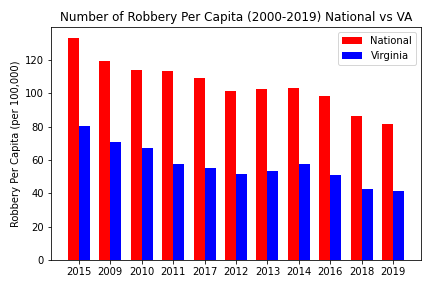 Number of Robbery Per Capita (2000-2019) National vs VA
National
Virginia
Robbery Per Capita (per 100,000)
120
100
80
60
40
20
0
2015 2009 2010 2011 2017 2012 2013 2014 2016 2018 2019